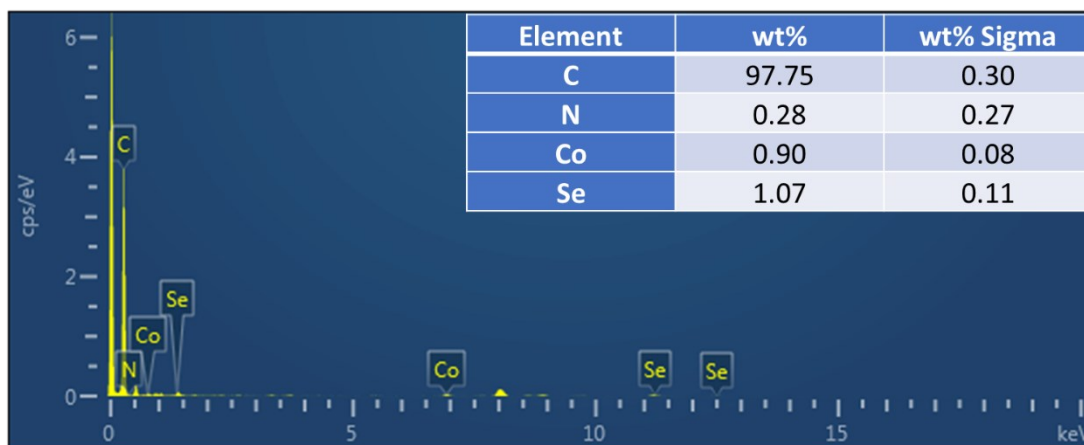 Element wt% wt% Sigma
C 97.75 0.30
N 0.28 0.27
Co 0.90 0.08
Se 1.07 0.11
6
4
2
0
cps/eV
C
Se
Co
N
Co
Se
Se
0 5 10 15 keV